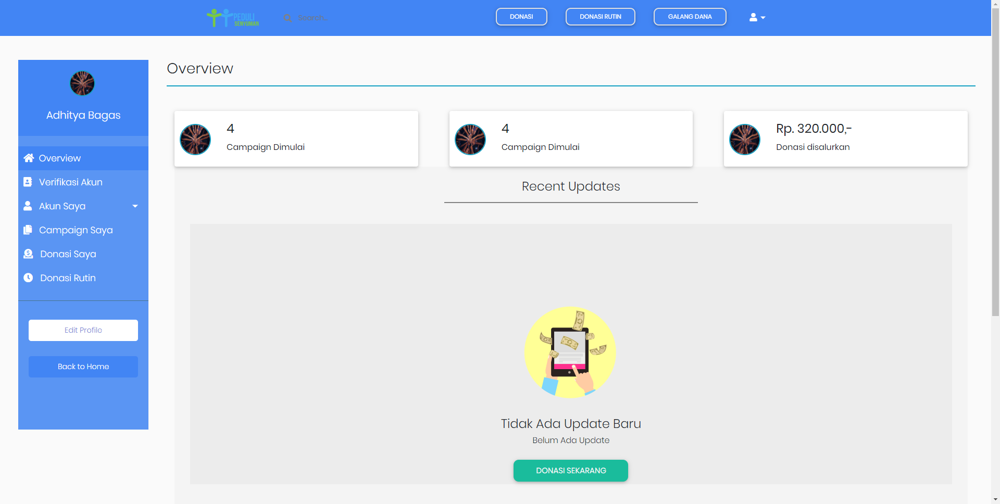 PEDULI
SENYUMAN
Search...
DONASI
DONASI RUTIN
GALANG DANA
Adhitya Bagas
Overview
Verifikasi Akun
Akun Saya
Campaign Saya
Donasi Saya
Donasi Rutin
Edit Profile
Back to Home
Overview
4
Campaign Dimulai
4
Campaign Dimulai
Rp. 320.000,-
Donasi disalurkan
Recent Updates
Tidak Ada Update Baru
Belum Ada Update
DONASI SEKARANG